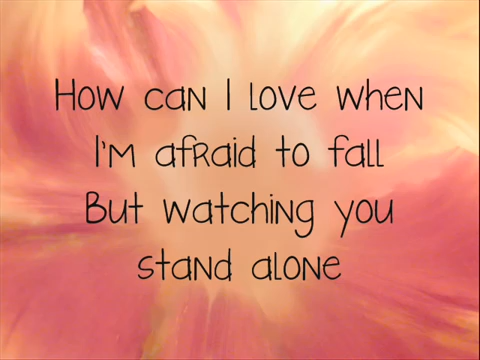 How can I love when
I'm afraid to fall
But watching you
stand alone